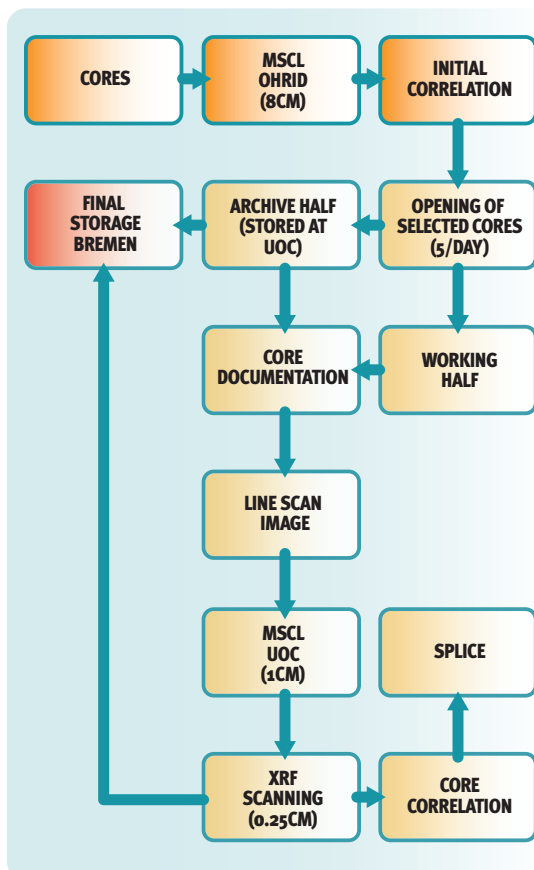 CORES
MSCL
OHRID
(8CM)
INITIAL
CORRELATION
FINAL
STORAGE
BREMEN
ARCHIVE HALF
(STORED AT
UOC)
OPENING OF
SELECTED CORES
(5/DAY)
CORE
DOCUMENTATION
WORKING
HALF
LINE SCAN
IMAGE
MSCL
UOC
(1CM)
SPLICE
XRF
SCANNING
(0.25CM)
CORE
CORRELATION